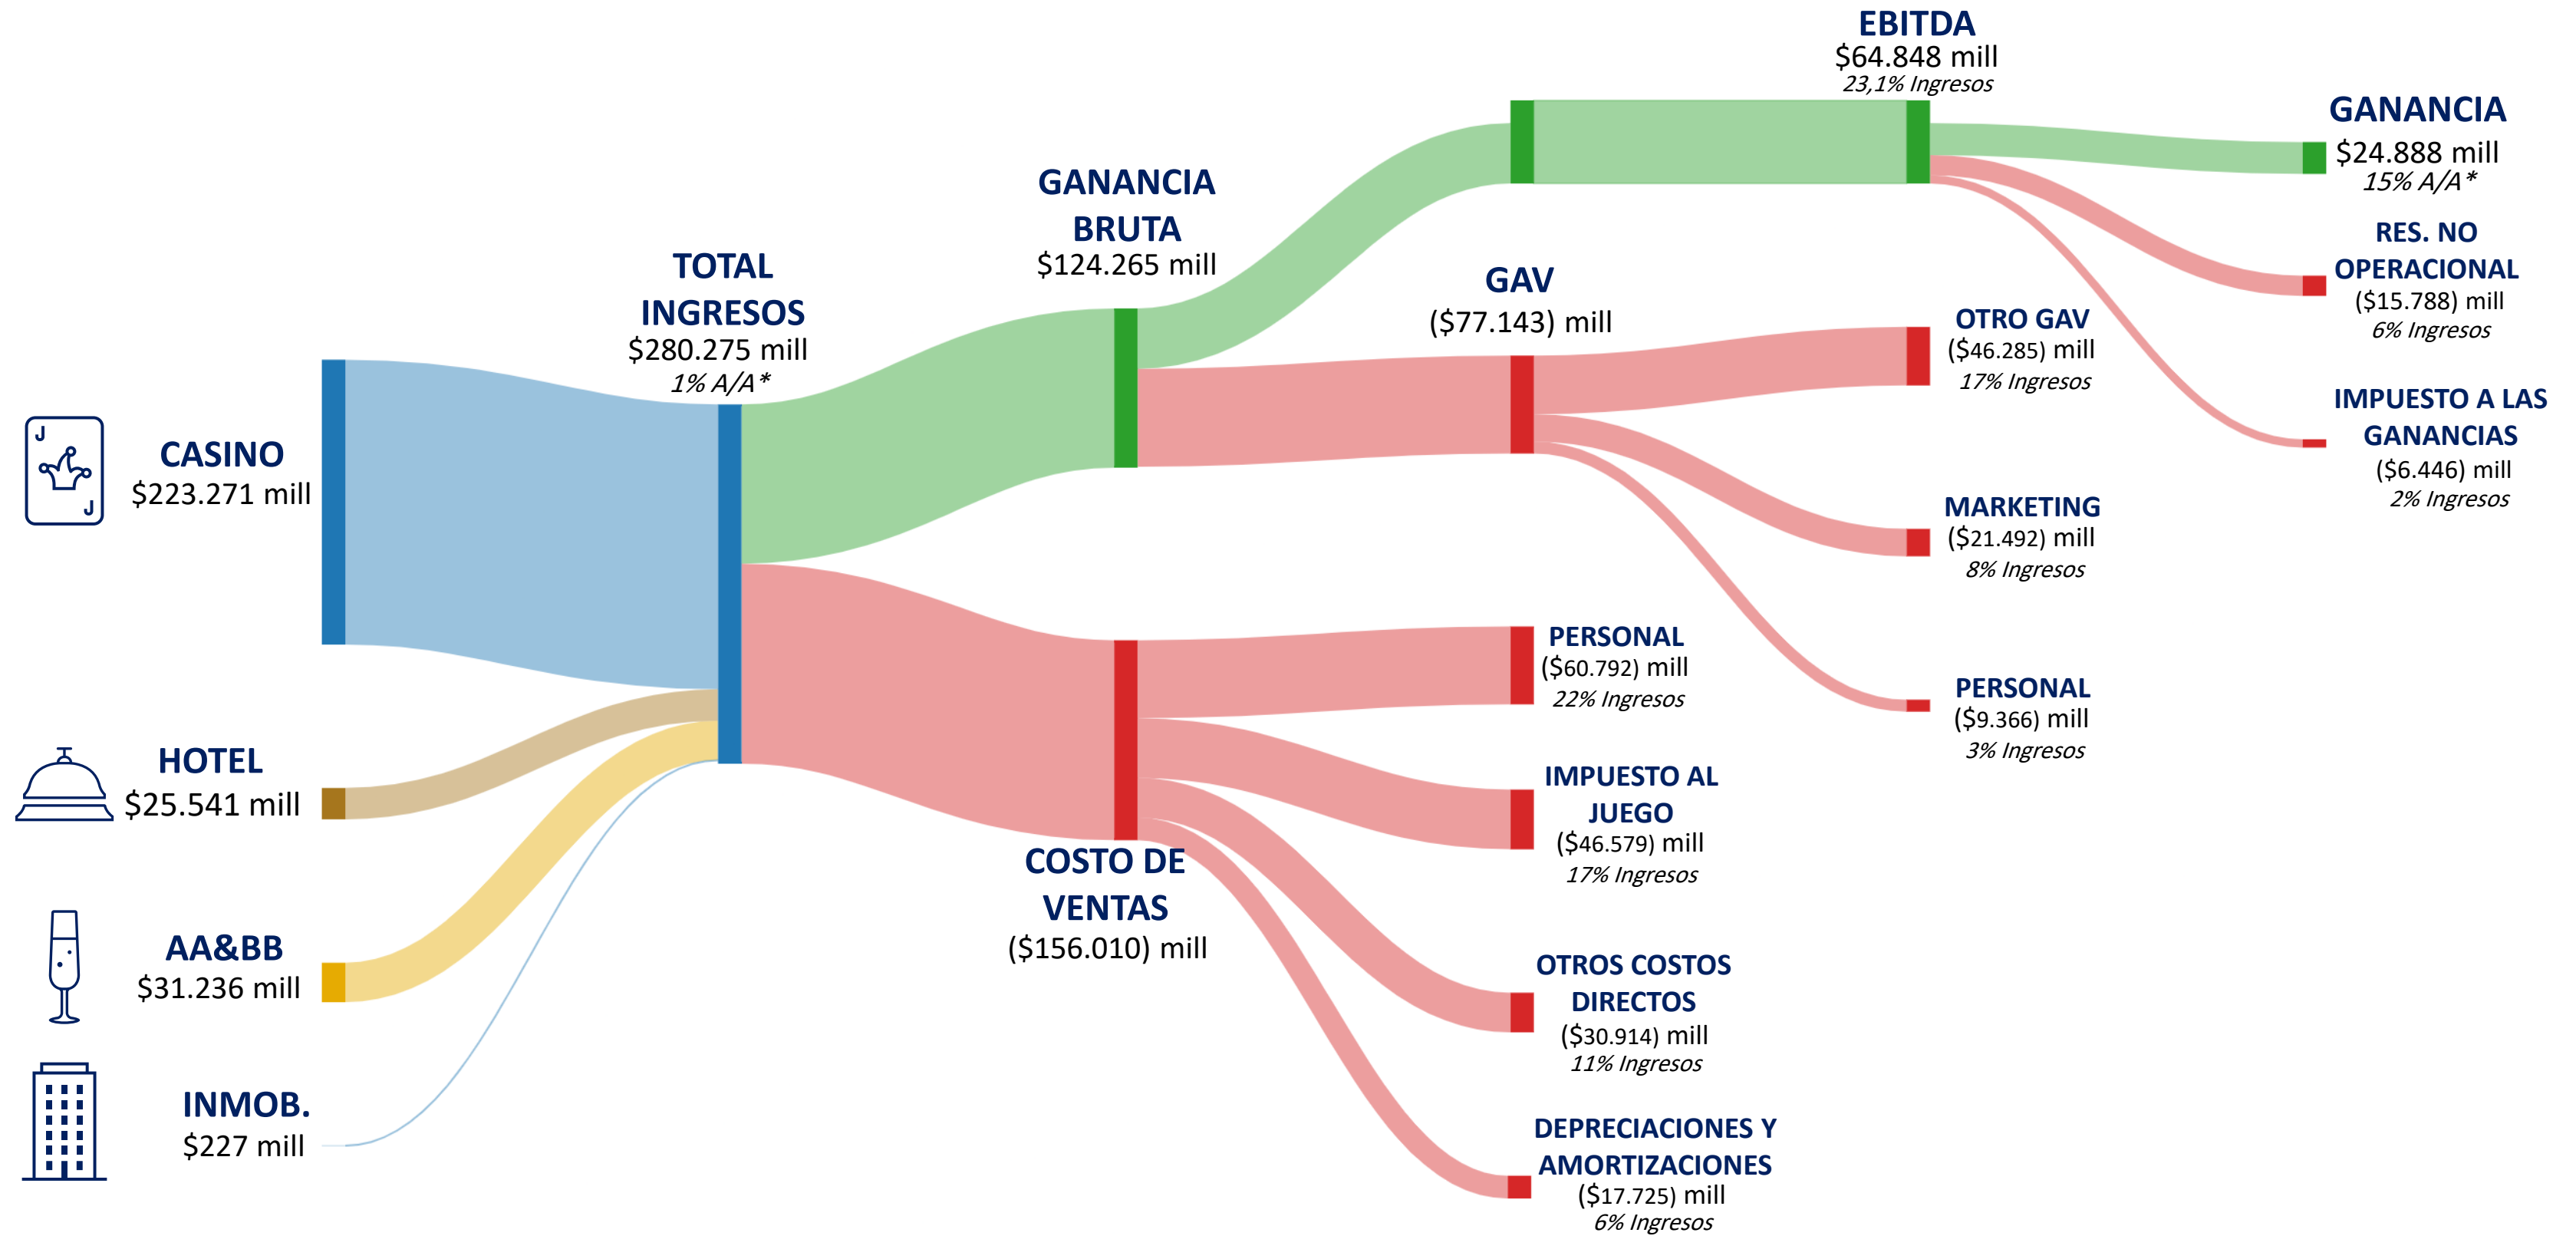 J
J
CASINO
$223.271 mill
HOTEL
$25.541 mill
AA&BB
$31.236 mill
INMOB.
$227 mill
TOTAL
INGRESOS
$280.275 mill
1% A/A*
GANANCIA
BRUTA
$124.265 mill
COSTO DE
VENTAS
($156.010) mill
EBITDA
$64.848 mill
23,1% Ingresos
GAV
($77.143) mill
PERSONAL
($60.792) mill
22% Ingresos
IMPUESTO AL
JUEGO
($46.579) mill
17% Ingresos
OTROS COSTOS
DIRECTOS
($30.914) mill
11% Ingresos
DEPRECIACIONES Y
AMORTIZACIONES
($17.725) mill
6% Ingresos
OTRO GAV
($46.285) mill
17% Ingresos
MARKETING
($21.492) mill
8% Ingresos
PERSONAL
($9.366) mill
3% Ingresos
GANANCIA
$24.888 mill
15% A/A*
RES. NO
OPERACIONAL
($15.788) mill
6% Ingresos
IMPUESTO A LAS
GANANCIAS
($6.446) mill
2% Ingresos